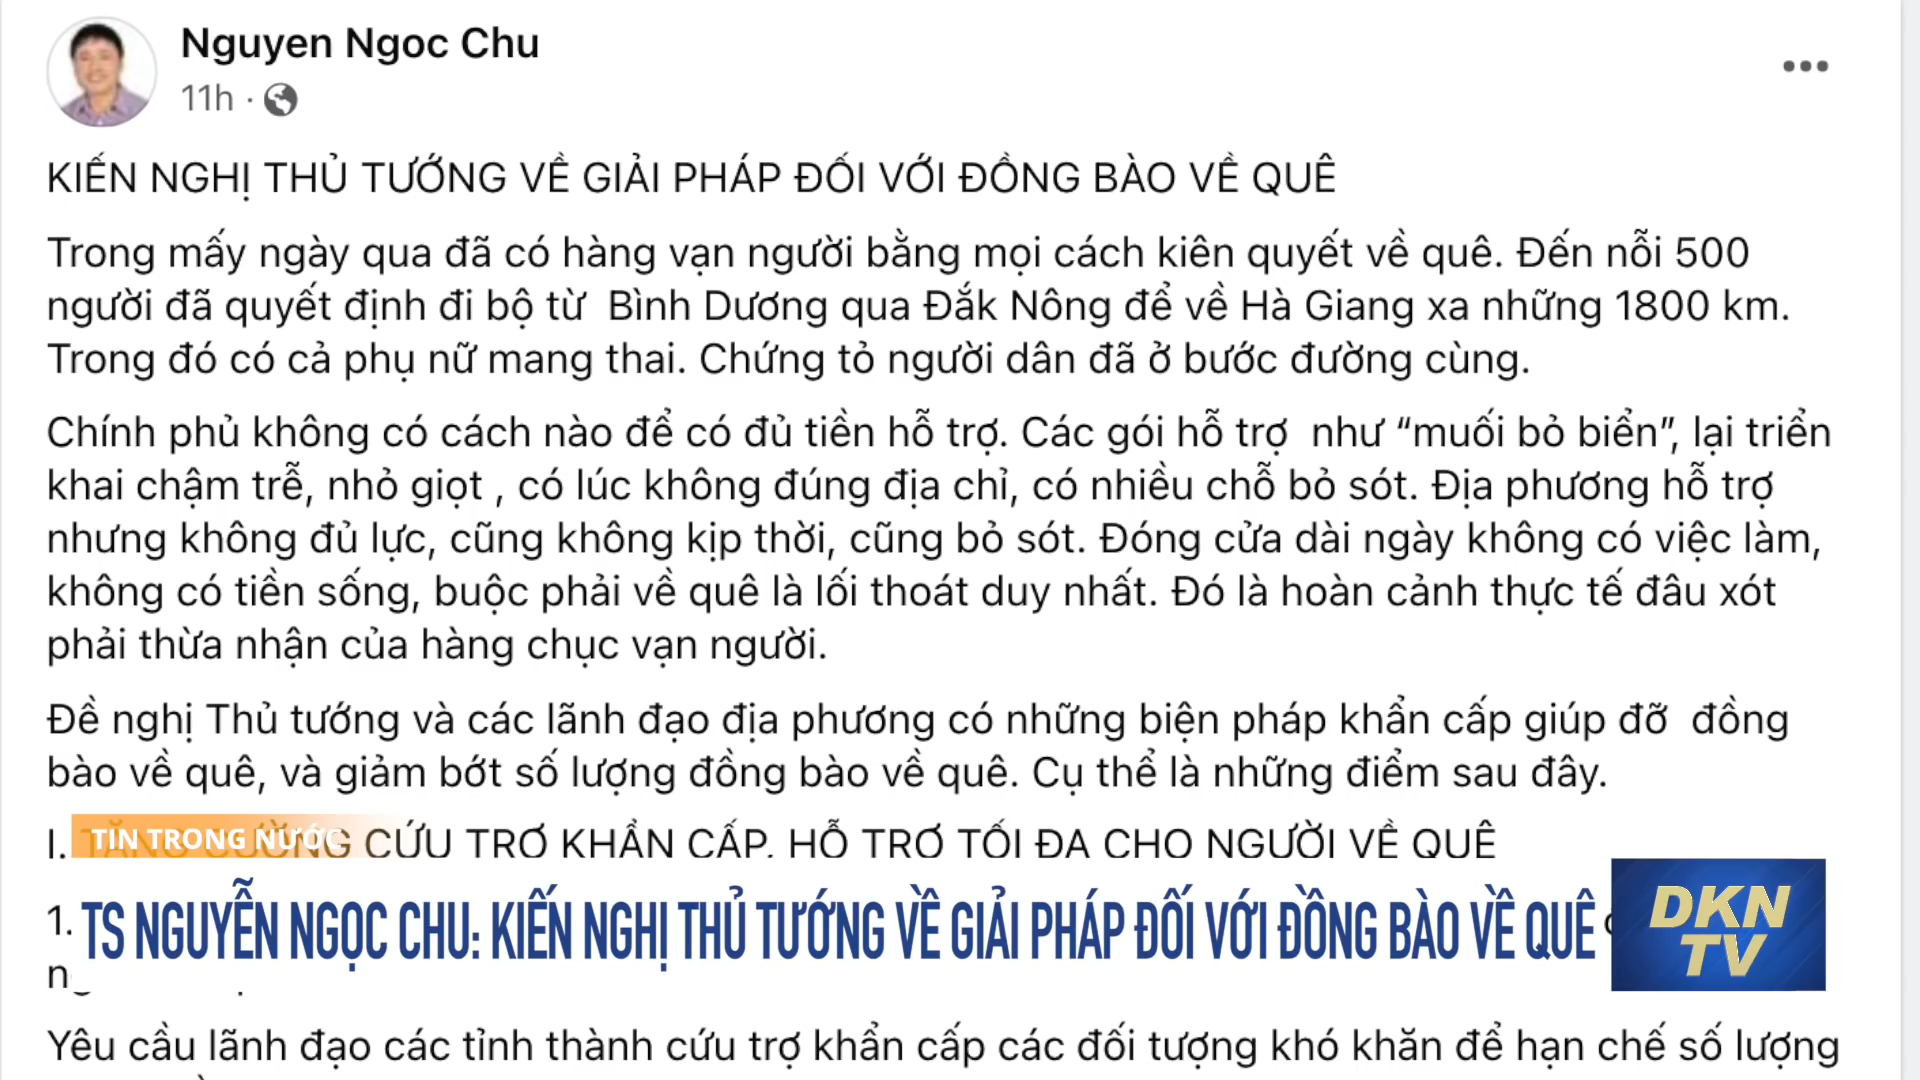 Nguyen Ngoc Chu
11h ·
KIẾN NGHỊ THỦ TƯỚNG VỀ GIẢI PHÁP ĐỐI VỚI ĐỒNG BÀO VỀ QUÊ
Trong mấy ngày qua đã có hàng vạn người bằng mọi cách kiên quyết về quê. Đến nỗi 500
người đã quyết định đi bộ từ  Bình Dương qua Đắk Nông để về Hà Giang xa những 1800 km.
Trong đó có cả phụ nữ mang thai. Chứng tỏ người dân đã ở bước đường cùng.
Chính phủ không có cách nào để có đủ tiền hỗ trợ. Các gói hỗ trợ  như “muối bỏ biển”, lại triển
khai chậm trễ, nhỏ giọt , có lúc không đúng địa chỉ, có nhiều chỗ bỏ sót. Địa phương hỗ trợ
nhưng không đủ lực, cũng không kịp thời, cũng bỏ sót. Đóng cửa dài ngày không có việc làm,
không có tiền sống, buộc phải về quê là lối thoát duy nhất. Đó là hoàn cảnh thực tế đâu xót
phải thừa nhận của hàng chục vạn người.
Đề nghị Thủ tướng và các lãnh đạo địa phương có những biện pháp khẩn cấp giúp đỡ  đồng
bào về quê, và giảm bớt số lượng đồng bào về quê. Cụ thể là những điểm sau đây.
I. TĂNG CƯỜNG CỨU TRỢ KHẨN CẤP, HỖ TRỢ TỐI ĐA CHO NGƯỜI VỀ QUÊ
TIN TRONG NƯỚC
1.
TS NGUYỄN NGỌC CHU: KIẾN NGHỊ THỦ TƯỚNG VỀ GIẢI PHÁP ĐỐI VỚI ĐỒNG BÀO VỀ QUÊ
DKN
TV
Yêu cầu lãnh đạo các tỉnh thành cứu trợ khẩn cấp các đối tượng khó khăn để hạn chế số lượng